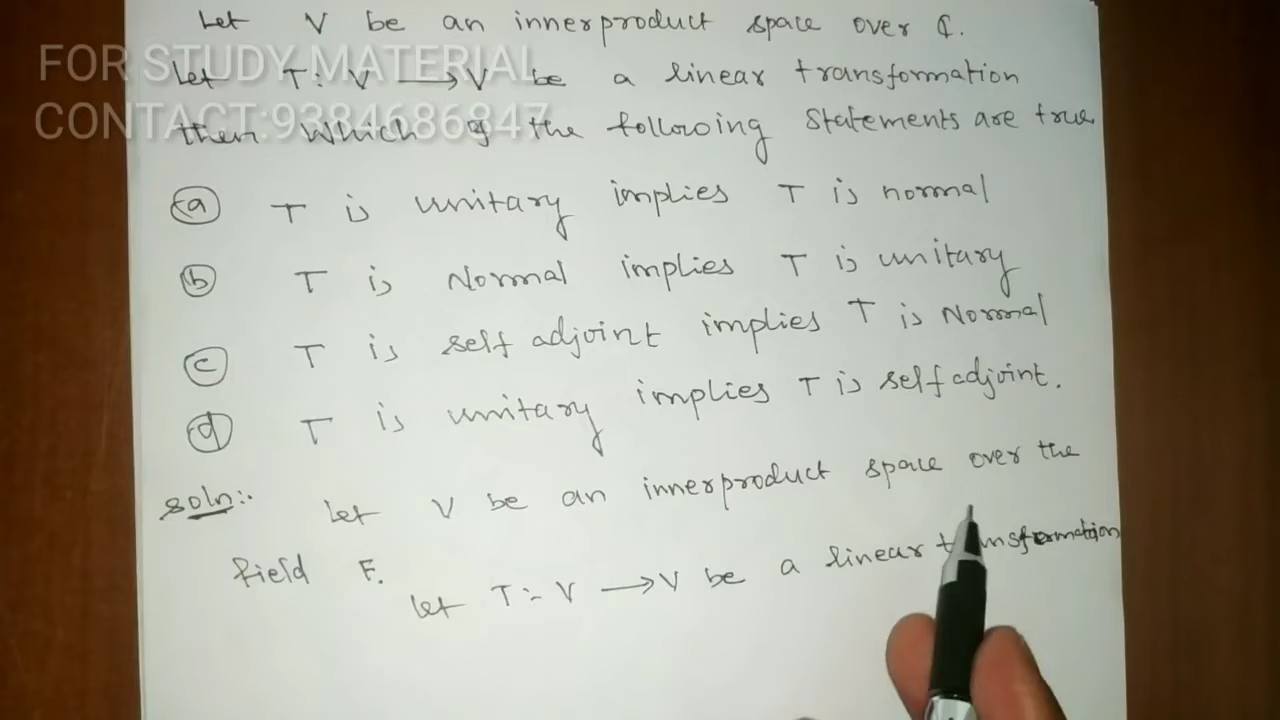 Let V be an innerproduct space over ₵.
FOR STUDY MATERIAL
Let T: V ⟶ V be a linear transformation
CONTACT:9384686847
then Which of the following Statements are true
(a) T is unitary implies T is normal
(b) T is Normal implies T is unitary
(c) T is self adjoint implies T is Normal
(d) T is unitary implies T is self adjoint.
soln:. Let V be an innerproduct space over the
field F.
Let T:- V ⟶ V be a linear transformation